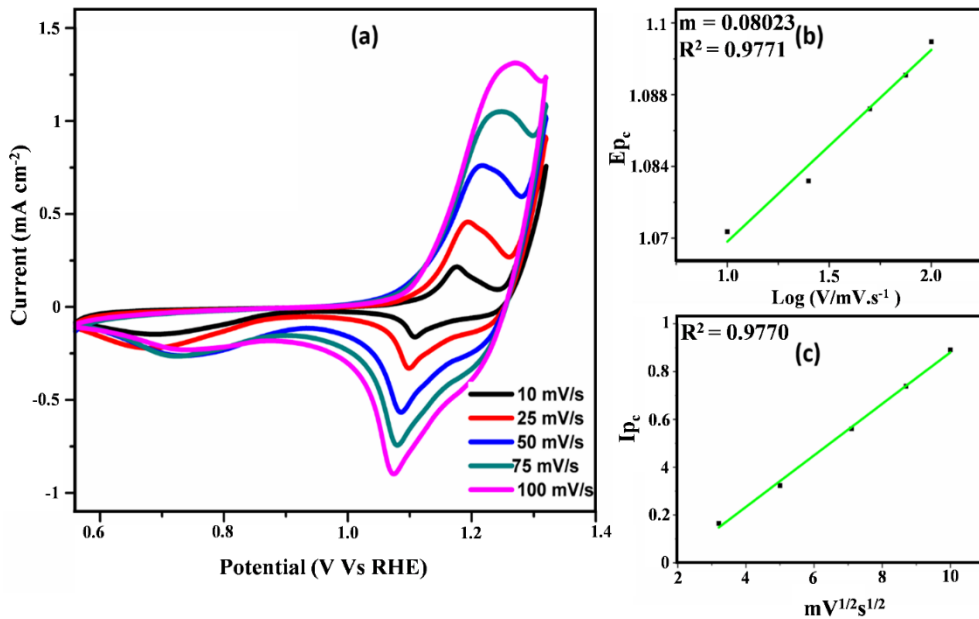 (a)
1.5
1
0.5
0
-0.5
-1
Current (mA cm⁻²)
10 mV/s
25 mV/s
50 mV/s
75 mV/s
100 mV/s
0.6
0.8
1.0
1.2
1.4
Potential (V Vs RHE)
(b)
m = 0.08023
R² = 0.9771
1.1
1.088
1.084
1.07
Epc
1.0
1.5
2.0
Log (V/mV.s⁻¹ )
(c)
R² = 0.9770
1
0.8
0.6
0.4
0.2
0
Ipc
2
4
6
8
10
mV¹/²s¹/²